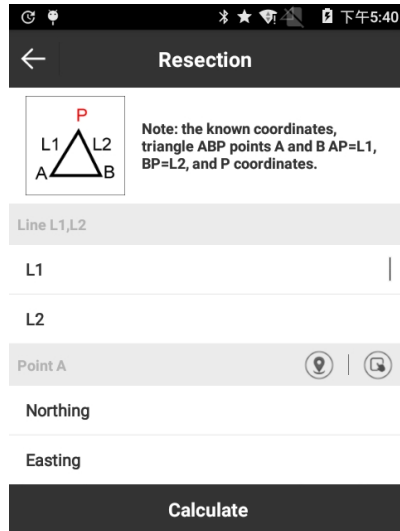 下午5:40
Resection
P
L1
L2
A
B
Note: the known coordinates,
triangle ABP points A and B AP=L1,
BP=L2, and P coordinates.
Line L1,L2
L1
L2
Point A
Northing
Easting
Calculate